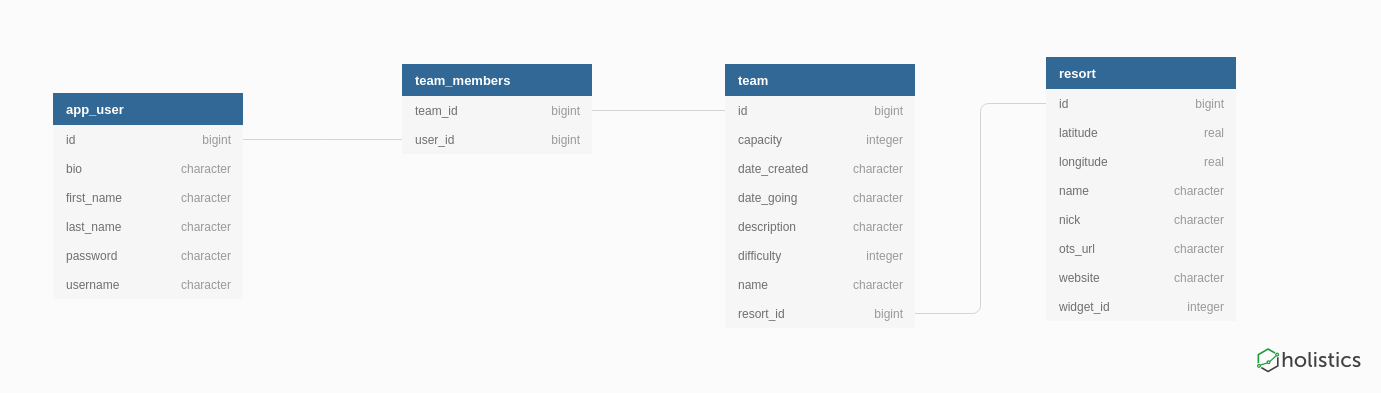 app_user
id bigint
bio character
first_name character
last_name character
password character
username character
team_members
team_id bigint
user_id bigint
team
id bigint
capacity integer
date_created character
date_going character
description character
difficulty integer
name character
resort_id bigint
resort
id bigint
latitude real
longitude real
name character
nick character
ots_url character
website character
widget_id integer
holistics